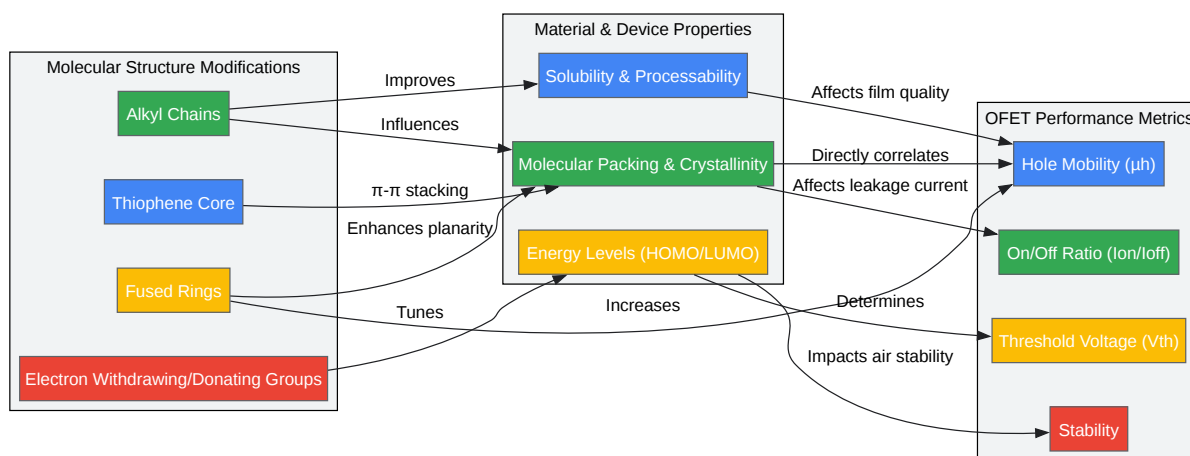 Molecular Structure Modifications
Alkyl Chains
Thiophene Core
Fused Rings
Electron Withdrawing/Donating Groups
Improves
Influences
π-π stacking
Enhances planarity
Tunes
Material & Device Properties
Solubility & Processability
Molecular Packing & Crystallinity
Energy Levels (HOMO/LUMO)
Increases
Affects film quality
Directly correlates
Affects leakage current
Determines
Impacts air stability
OFET Performance Metrics
Hole Mobility (μh)
On/Off Ratio (Ion/Ioff)
Threshold Voltage (Vth)
Stability